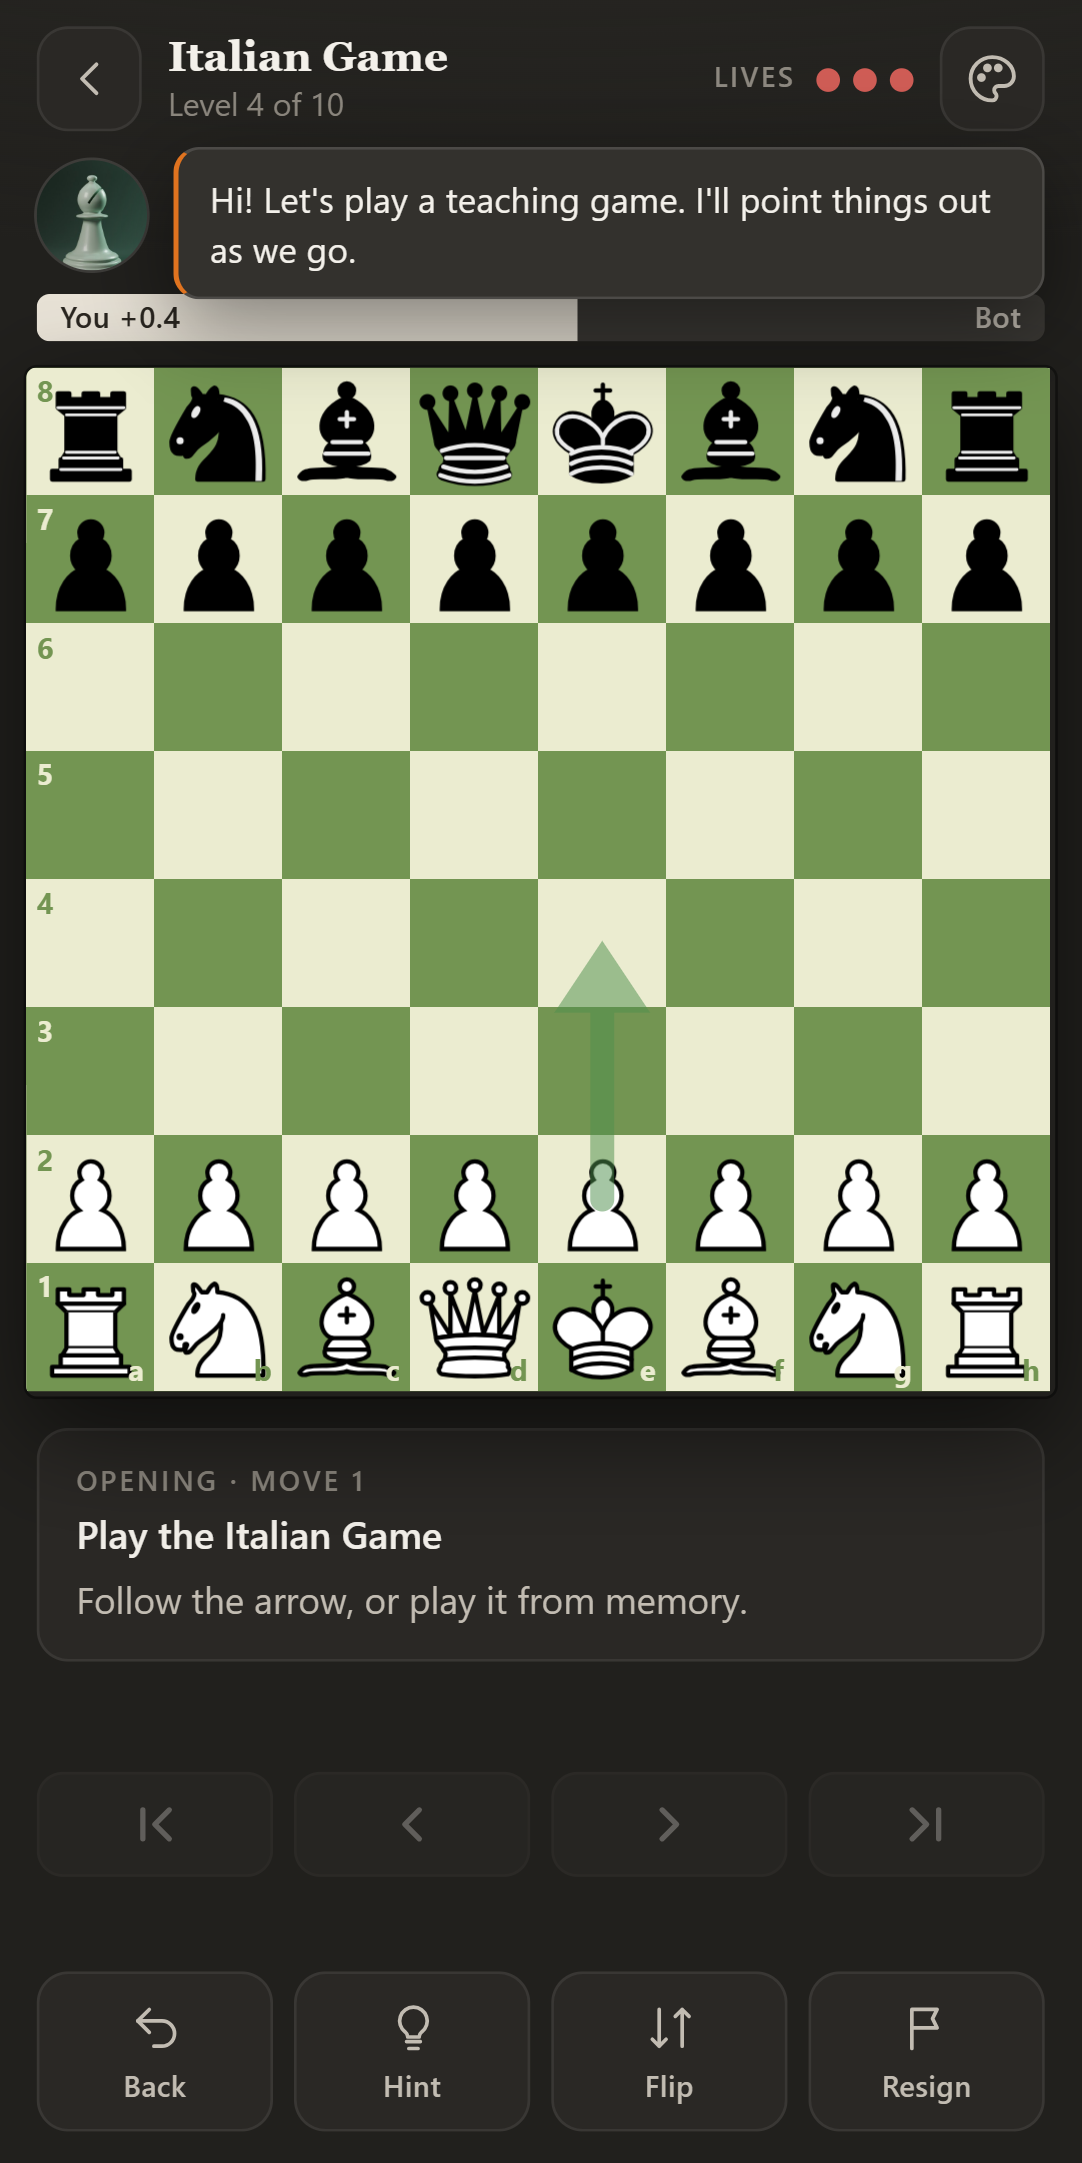 Italian Game
Level 4 of 10
LIVES
Hi! Let's play a teaching game. I'll point things out
as we go.
You +0.4
Bot
8
7
6
5
4
3
2
1
a b c d e f g h
OPENING · MOVE 1
Play the Italian Game
Follow the arrow, or play it from memory.
Back
Hint
Flip
Resign